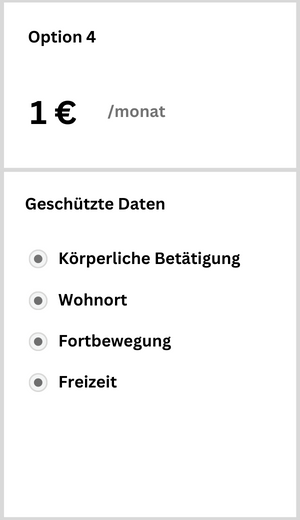 Option 4
1 € /monat
Geschützte Daten
Körperliche Betätigung
Wohnort
Fortbewegung
Freizeit